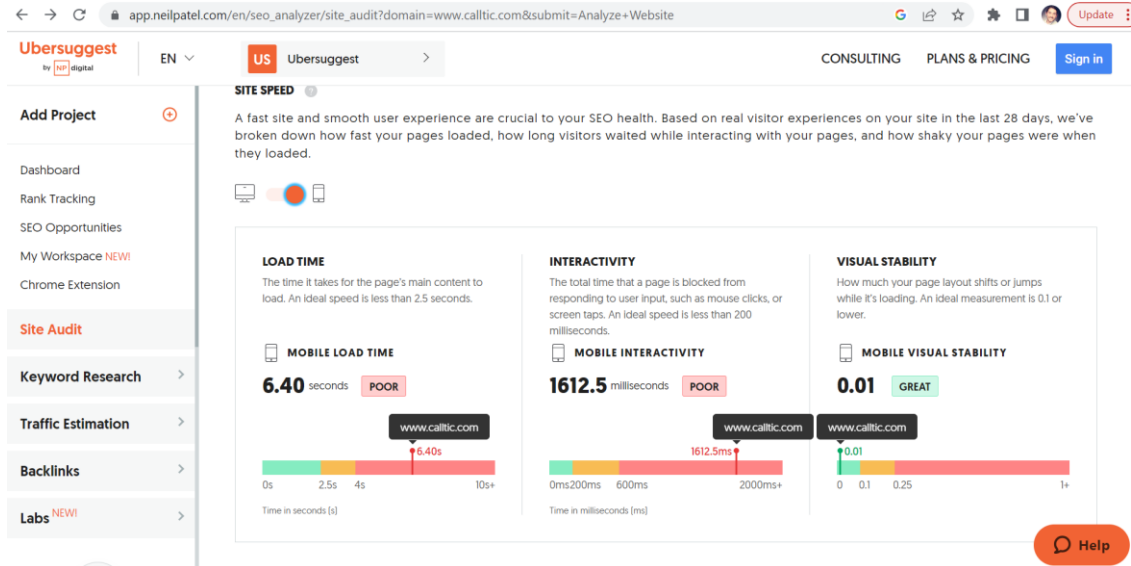 app.neilpatel.com/en/seo_analyzer/site_audit?domain=www.calltic.com&submit=Analyze+Website
Update
Ubersuggest
by NP digital
EN
US Ubersuggest
CONSULTING
PLANS & PRICING
Sign in
Add Project
Dashboard
Rank Tracking
SEO Opportunities
My Workspace NEW!
Chrome Extension
Site Audit
Keyword Research
Traffic Estimation
Backlinks
Labs NEW!
SITE SPEED ?
A fast site and smooth user experience are crucial to your SEO health. Based on real visitor experiences on your site in the last 28 days, we've
broken down how fast your pages loaded, how long visitors waited while interacting with your pages, and how shaky your pages were when
they loaded.
LOAD TIME
The time it takes for the page's main content to
load. An ideal speed is less than 2.5 seconds.
MOBILE LOAD TIME
6.40 seconds POOR
www.calltic.com
6.40s
0s 2.5s 4s 10s+
Time in seconds (s)
INTERACTIVITY
The total time that a page is blocked from
responding to user input, such as mouse clicks, or
screen taps. An ideal speed is less than 200
milliseconds.
MOBILE INTERACTIVITY
1612.5 milliseconds POOR
www.calltic.com
1612.5ms
0ms 200ms 600ms 2000ms+
Time in milliseconds (ms)
VISUAL STABILITY
How much your page layout shifts or jumps
while it's loading. An ideal measurement is 0.1 or
lower.
MOBILE VISUAL STABILITY
0.01 GREAT
www.calltic.com
0.01
0 0.1 0.25 1+
Help